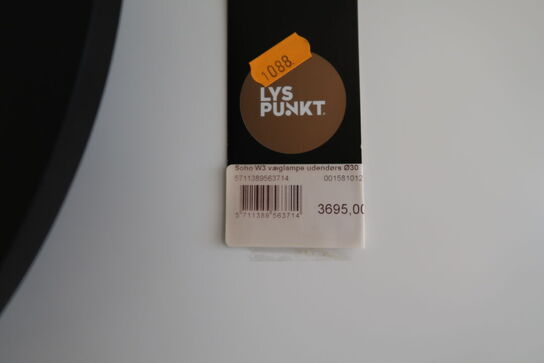 1088.
LYS
PUNKT.
Soho W3 væglampe udendørs Ø30
5711389563714 001581012
5 711389 563714
3695,00